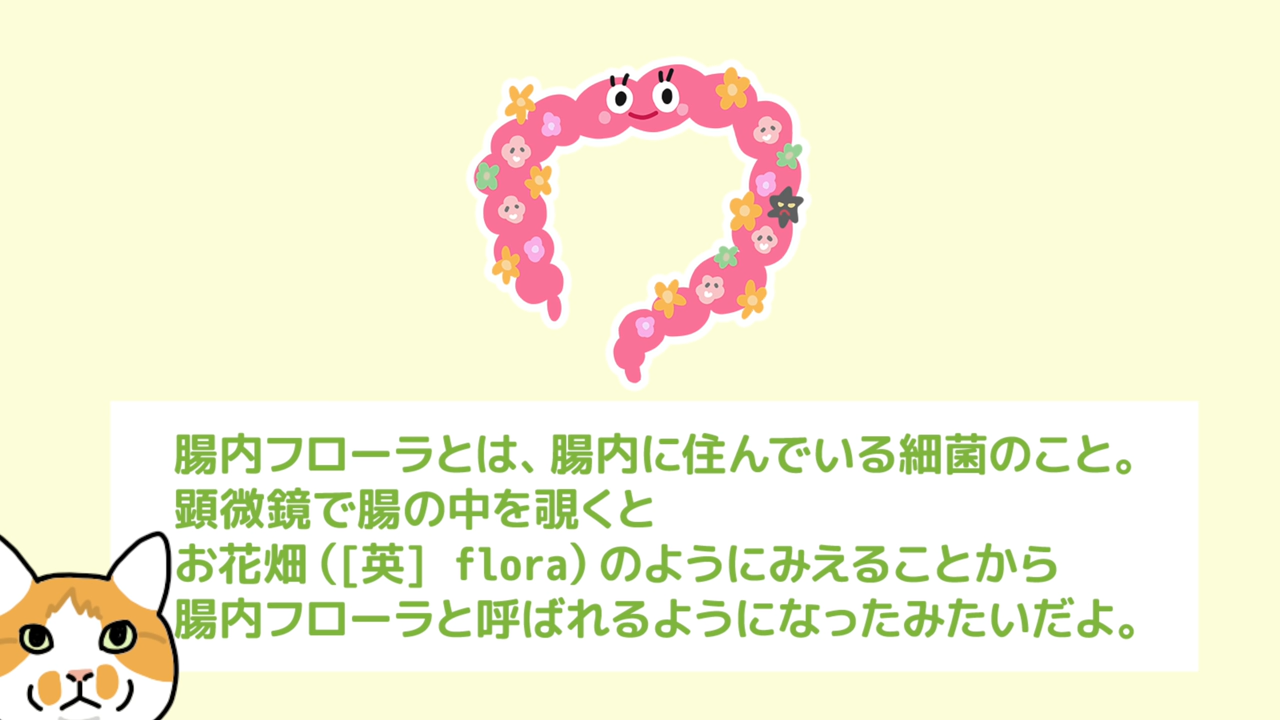 腸内フローラとは、腸内に住んでいる細菌のこと。
顕微鏡で腸の中を覗くと
お花畑（[英] flora）のようにみえることから
腸内フローラと呼ばれるようになったみたいだよ。